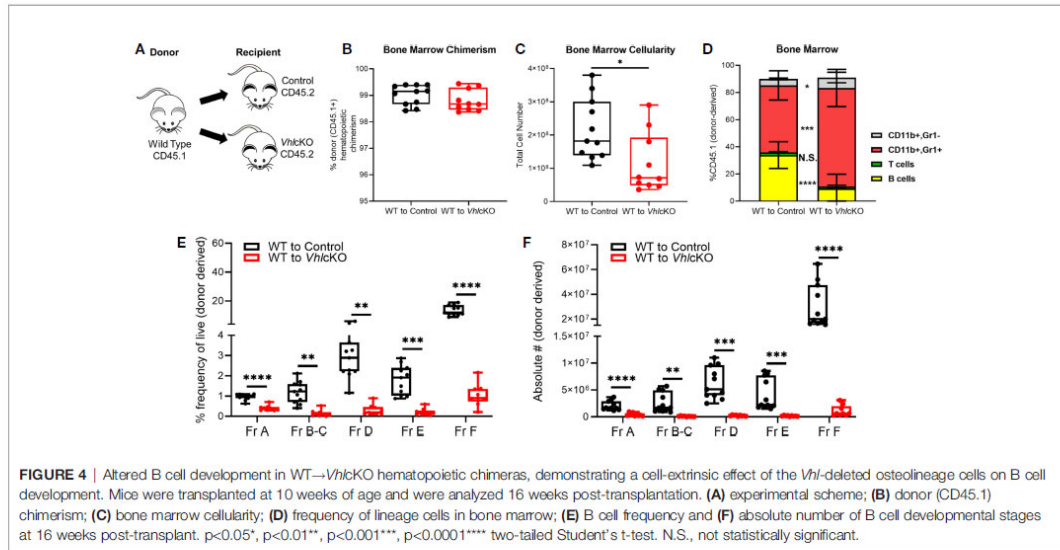 A Donor Recipient
Control
CD45.2
Wild Type
CD45.1
VhlcKO
CD45.2
B Bone Marrow Chimerism
% donor (CD45.1+)
hematopoietic
chimerism
100
99
98
97
96
95
WT to Control WT to VhlcKO
C Bone Marrow Cellularity
Total Cell Number
*
4×10⁸
3×10⁸
2×10⁸
1×10⁸
0
WT to Control WT to VhlcKO
D Bone Marrow
%CD45.1 (donor-derived)
100
80
60
40
20
0
*
***
N.S.
****
WT to Control WT to VhlcKO
CD11b+,Gr1-
CD11b+,Gr1+
T cells
B cells
E
% frequency of live (donor derived)
WT to Control
WT to VhlcKO
60
40
20
4
3
2
1
0
**** ** ** *** ****
Fr A Fr B-C Fr D Fr E Fr F
F
Absolute # (donor derived)
WT to Control
WT to VhlcKO
8×10⁷
6×10⁷
4×10⁷
2×10⁷
1.5×10⁷
1×10⁷
5×10⁶
0
**** ** *** *** ****
Fr A Fr B-C Fr D Fr E Fr F
FIGURE 4 | Altered B cell development in WT→VhlcKO hematopoietic chimeras, demonstrating a cell-extrinsic effect of the Vhl-deleted osteolineage cells on B cell
development. Mice were transplanted at 10 weeks of age and were analyzed 16 weeks post-transplantation. (A) experimental scheme; (B) donor (CD45.1)
chimerism; (C) bone marrow cellularity; (D) frequency of lineage cells in bone marrow; (E) B cell frequency and (F) absolute number of B cell developmental stages
at 16 weeks post-transplant. p<0.05*, p<0.01**, p<0.001***, p<0.0001**** two-tailed Student's t-test. N.S., not statistically significant.